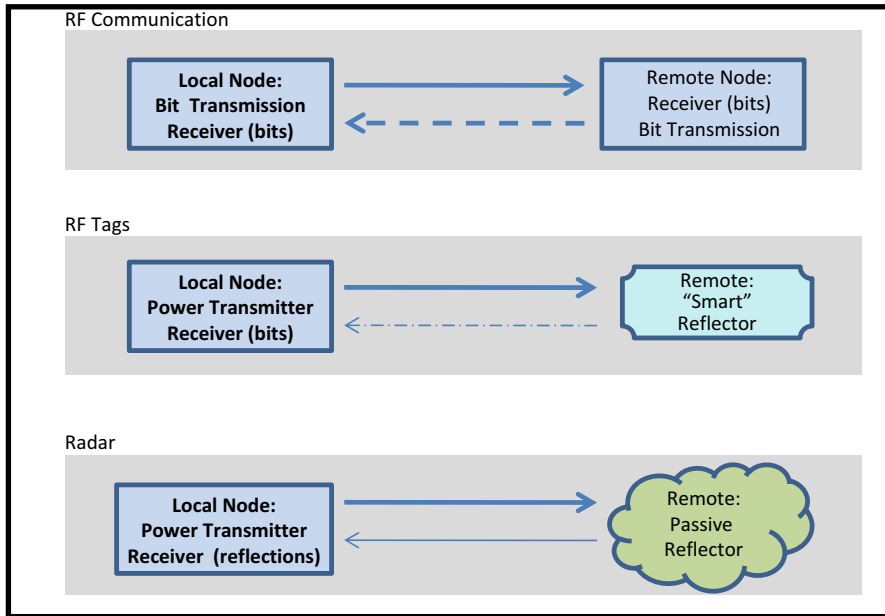 RF Communication
Local Node:
Bit Transmission
Receiver (bits)
Remote Node:
Receiver (bits)
Bit Transmission
RF Tags
Local Node:
Power Transmitter
Receiver (bits)
Remote:
“Smart”
Reflector
Radar
Local Node:
Power Transmitter
Receiver (reflections)
Remote:
Passive
Reflector